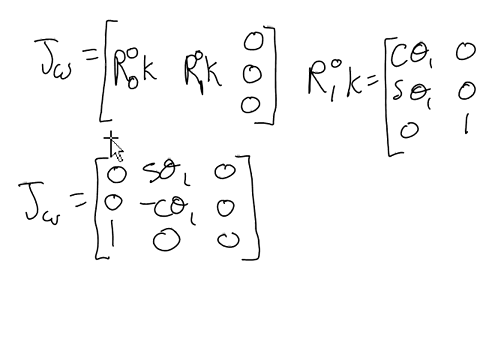 Jω = [R⁰₀k R⁰₁k 0 0 0]
R⁰₁k = [Cθ₁ 0
Sθ₁ 0
0 1
Jω = [0 Sθ₁ 0
0 -Cθ₁ 0
1 0 0]